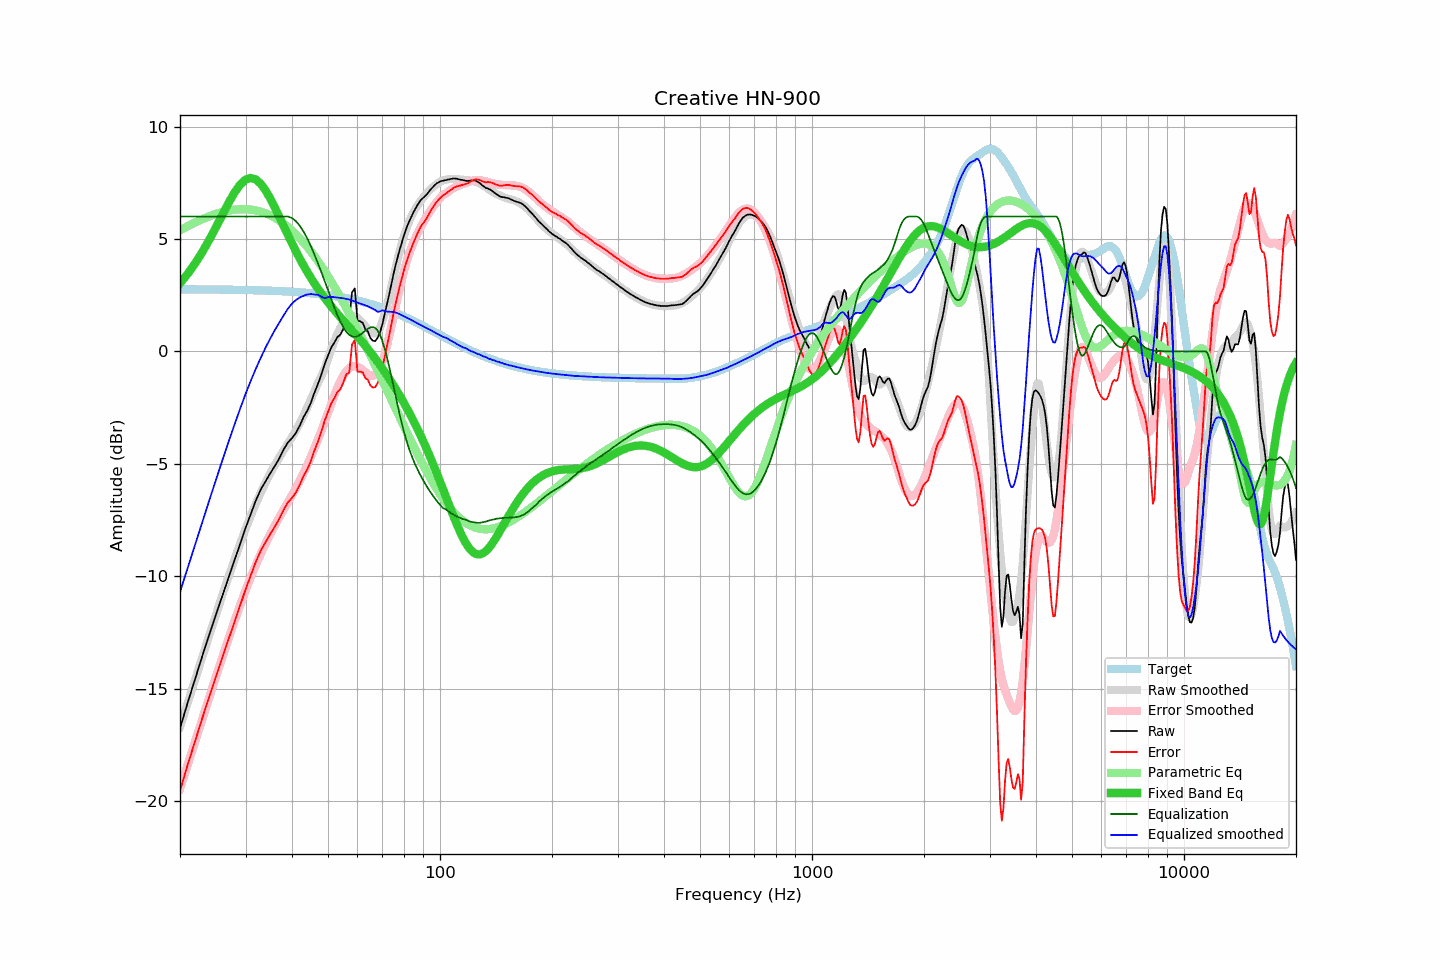 Creative HN-900
Amplitude (dBr)
10
5
0
−5
−10
−15
−20
100
1000
10000
Frequency (Hz)
Target
Raw Smoothed
Error Smoothed
Raw
Error
Parametric Eq
Fixed Band Eq
Equalization
Equalized smoothed